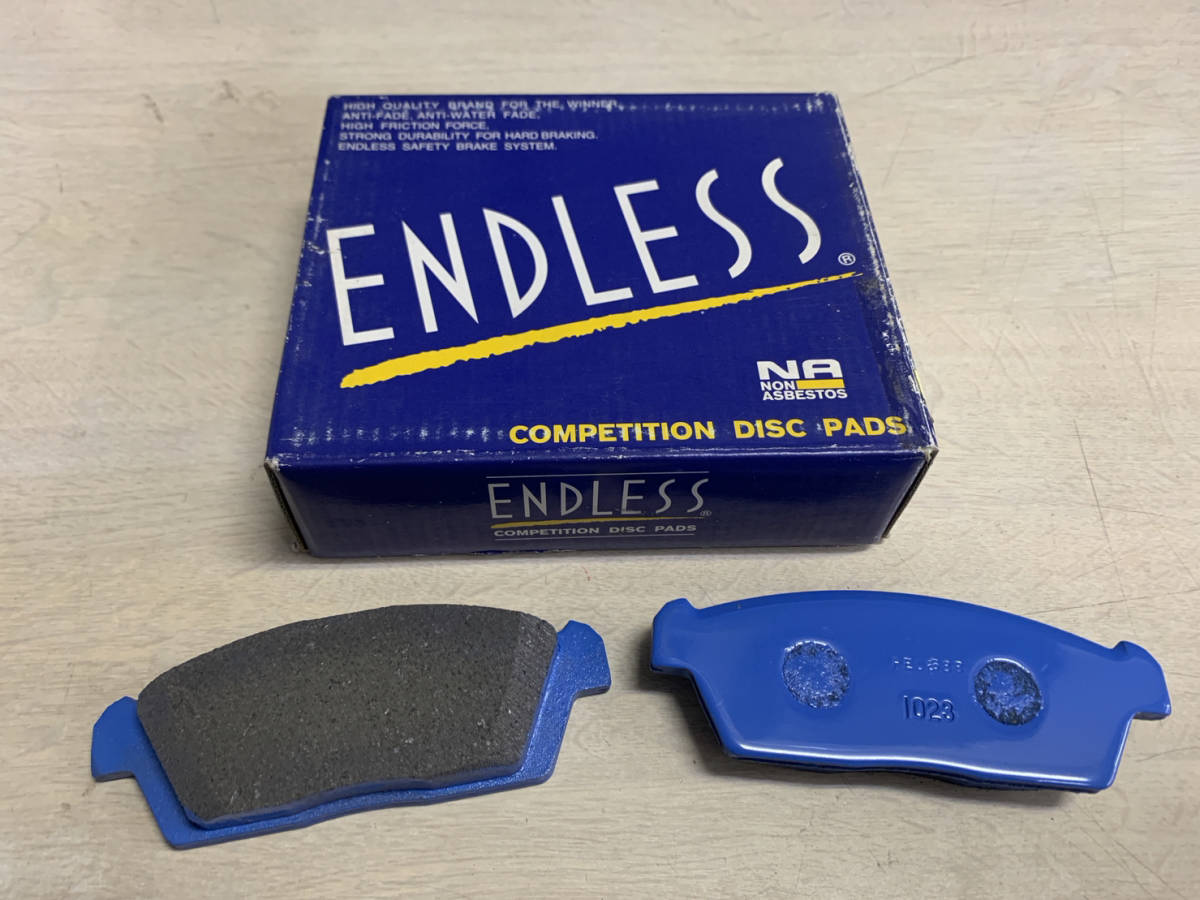 HIGH QUALITY BRAND FOR THE WINNER
ANTI-FADE, ANTI-WATER FADE.
HIGH FRICTION FORCE.
STRONG DURABILITY FOR HARD BRAKING.
ENDLESS SAFETY BRAKE SYSTEM.
ENDLESS®
NA
NON
ASBESTOS
COMPETITION DISC PADS
ENDLESS®
COMPETITION DISC PADS
1023